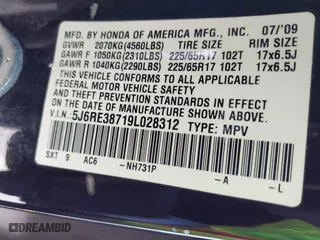 MFD. BY HONDA OF AMERICA MFG., INC. 07/'09
GVWR 2070KG(4560LBS) TIRE SIZE RIM SIZE
GAWR F 1050KG(2310LBS) 225/65R17 102T 17x6.5J
GAWR R 1040KG(2290LBS) 225/65R17 102T 17x6.5J
THIS VEHICLE CONFORMS TO ALL APPLICABLE
FEDERAL MOTOR VEHICLE SAFETY STANDARDS IN
EFFECT ON THE DATE OF MANUFACTURE SHOWN ABOVE.
V.I.N: 5J6RE38719L028312 TYPE: MPV
SXT 9 AC6 -NH731P -A -L
© DREAMBID